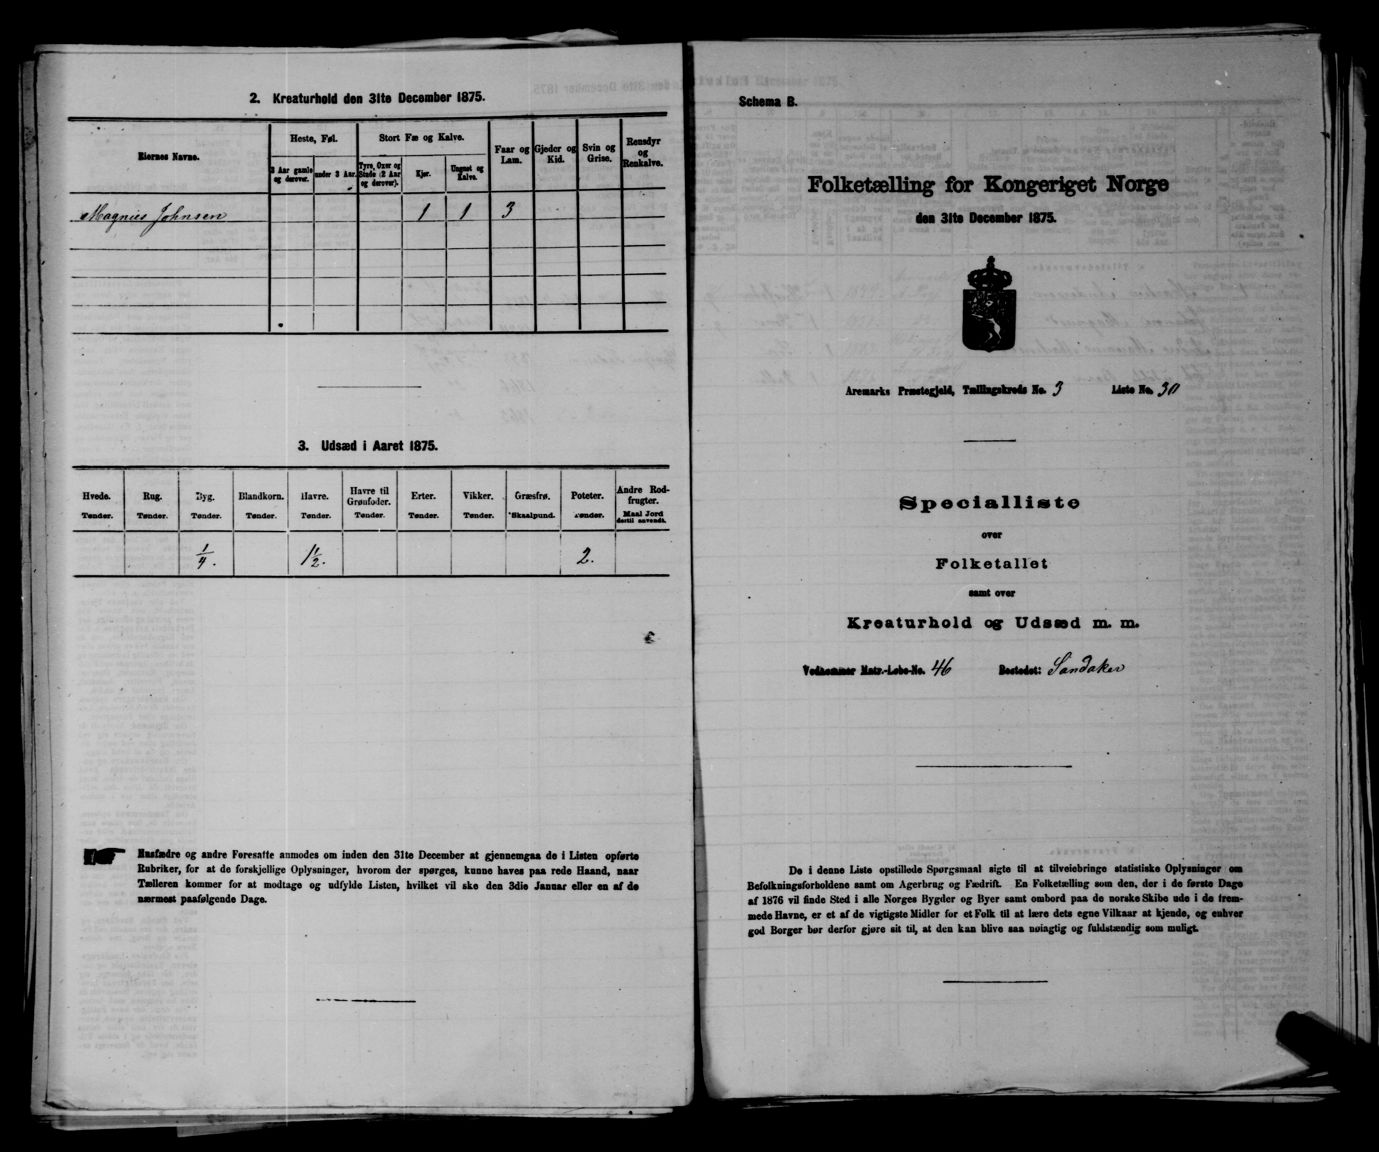 2. Kreaturhold den 31te December 1875.
Eiernes Navne.
Heste, Føl.
Stort Fæ og Kalve.
Faar og Lam.
Gjeder og Kid.
Svin og Grise.
Rensdyr og Renkalve.
3 Aar gamle og derover.
under 3 Aar.
Tyre, Oxer og Stude (2 Aar og derover).
Kjør.
Ungnøt og Kalve.
Magnus Johnsen 1 1 3
3. Udsæd i Aaret 1875.
Hvede. Rug. Byg. Blandkorn. Havre. Havre til Grønfoder. Erter. Vikker. Græsfrø. Poteter. Andre Rodfrugter.
Tønder. Tønder. Tønder. Tønder. Tønder. Tønder. Tønder. Tønder. Skaalpund. Tønder. Maal Jord dertil anvendt.
1/4. 1 1/2. 2.
Husfædre og andre Foresatte anmodes om inden den 31te December at gjennemgaa de i Listen opførte
Rubriker, for at de forskjellige Oplysninger, hvorom der spørges, kunne haves paa rede Haand, naar
Tælleren kommer for at modtage og udfylde Listen, hvilket vil ske den 3die Januar eller en af de
nærmest paafølgende Dage.
Schema B.
Folketælling for Kongeriget Norge
den 31te December 1875.
Aremarks Præstegjeld, Tællingskreds No. 3 Liste No. 30
Specialliste
over
Folketallet
samt over
Kreaturhold og Udsæd m. m.
Vedkommer Matr.-Løbe-No. 46 Bostedet: Sandaker
De i denne Liste opstillede Spørgsmaal sigte til at tilveiebringe statistiske Oplysninger om
Befolkningsforholdene samt om Agerbrug og Fædrift. En Folketælling som den, der i de første Dage
af 1876 vil finde Sted i alle Norges Bygder og Byer samt ombord paa de norske Skibe ude i de frem-
mede Havne, er et af de vigtigste Midler for et Folk til at lære dets egne Vilkaar at kjende, og enhver
god Borger bør derfor gjøre sit til, at den kan blive saa nøiagtig og fuldstændig som muligt.